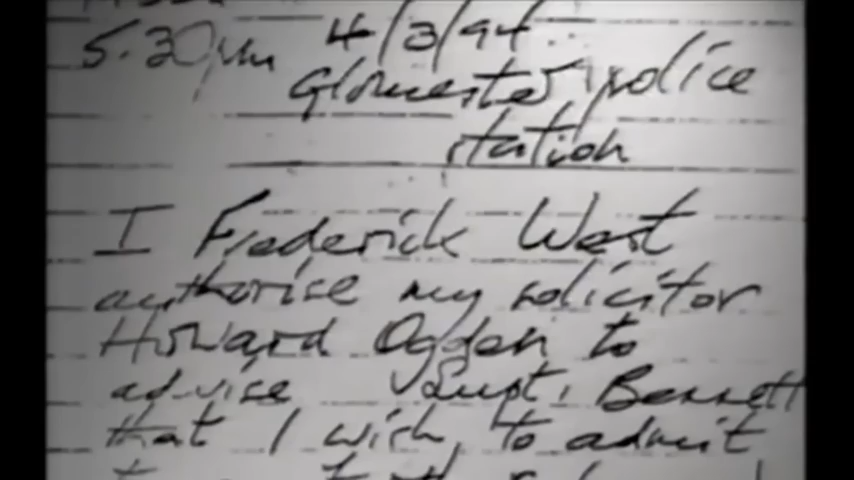 5.30pm 4/3/94.
Gloucester police
station
I Frederick West
authorise my solicitor
Howard Ogden to
advise Supt. Bennett
that I wish to admit